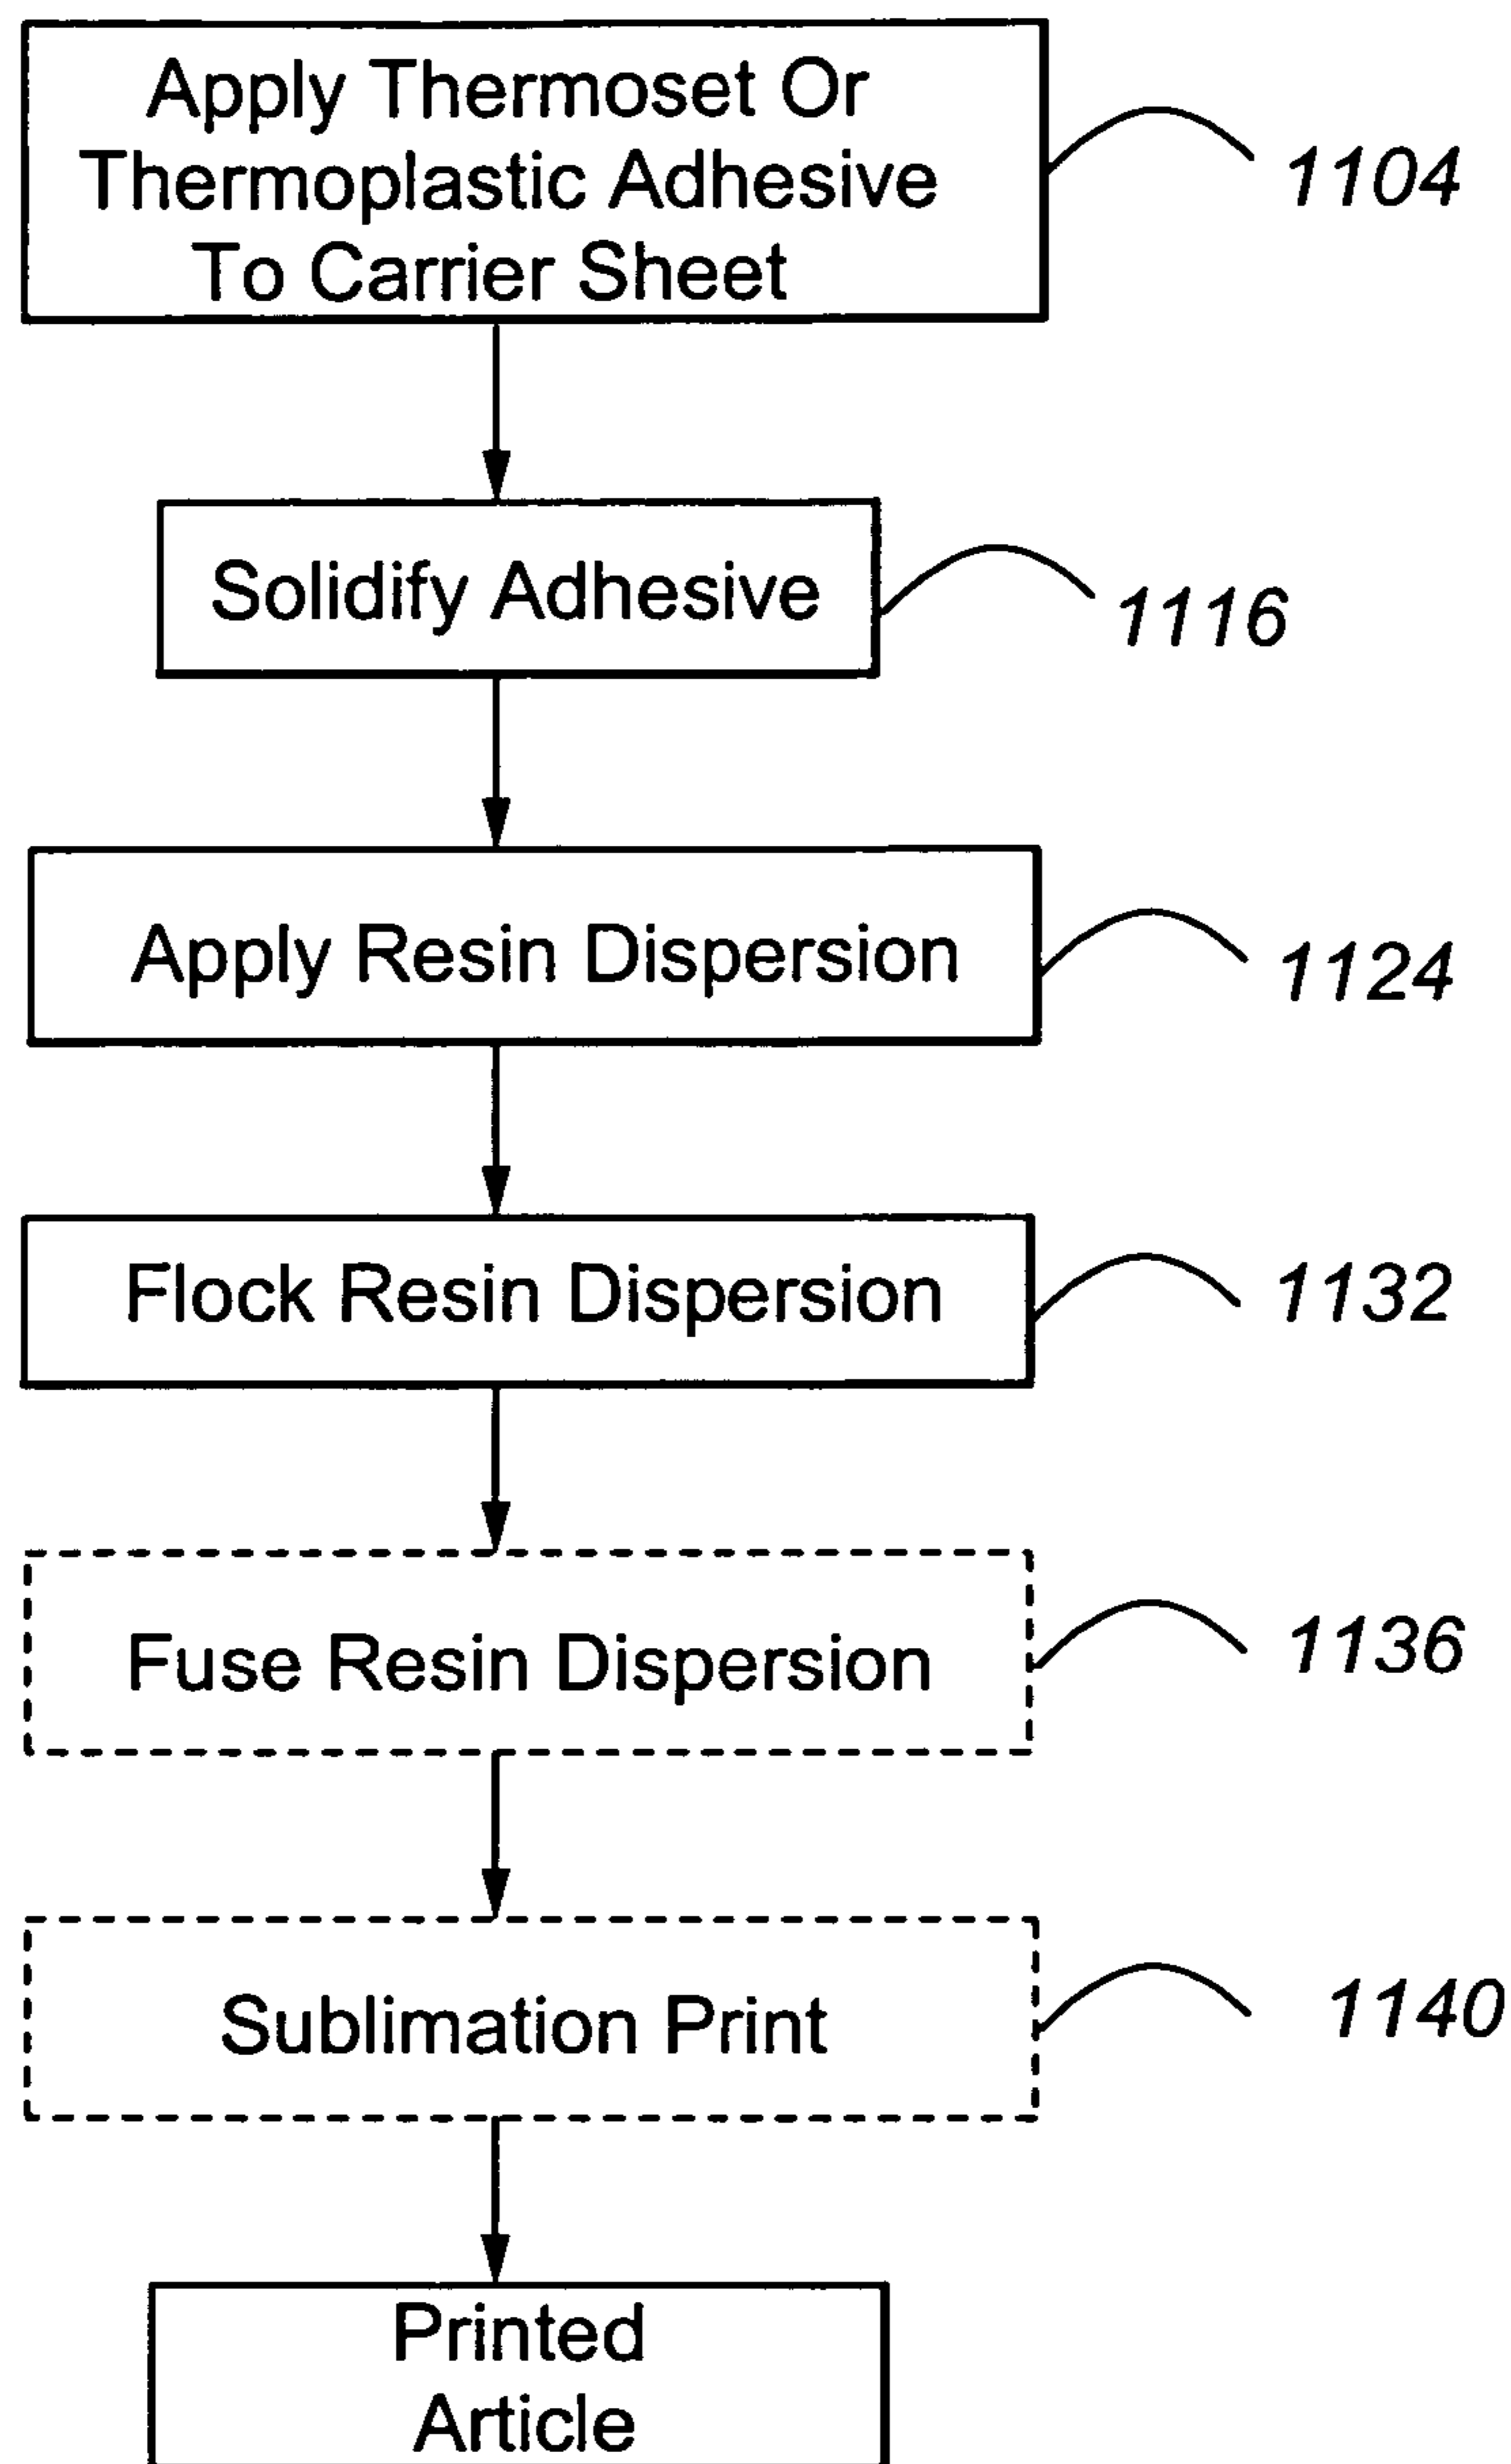 Apply Thermoset Or
Thermoplastic Adhesive
To Carrier Sheet
1104
Solidify Adhesive
1116
Apply Resin Dispersion
1124
Flock Resin Dispersion
1132
Fuse Resin Dispersion
1136
Sublimation Print
1140
Printed
Article